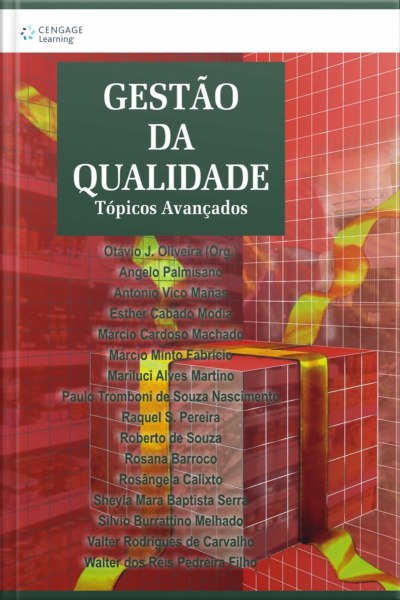 CENGAGE
Learning
GESTÃO
DA
QUALIDADE
Tópicos Avançados
Otávio J. Oliveira (Org.)
Angelo Palmisano
Antonio Vico Mañas
Esther Cabado Modia
Márcio Cardoso Machado
Márcio Minto Fabrício
Mariluci Alves Martino
Paulo Tromboni de Souza Nascimento
Raquel S. Pereira
Roberto de Souza
Rosana Barroco
Rosângela Calixto
Sheyla Mara Baptista Serra
Silvio Burrattino Melhado
Valter Rodrigues de Carvalho
Walter dos Reis Pedreira Filho